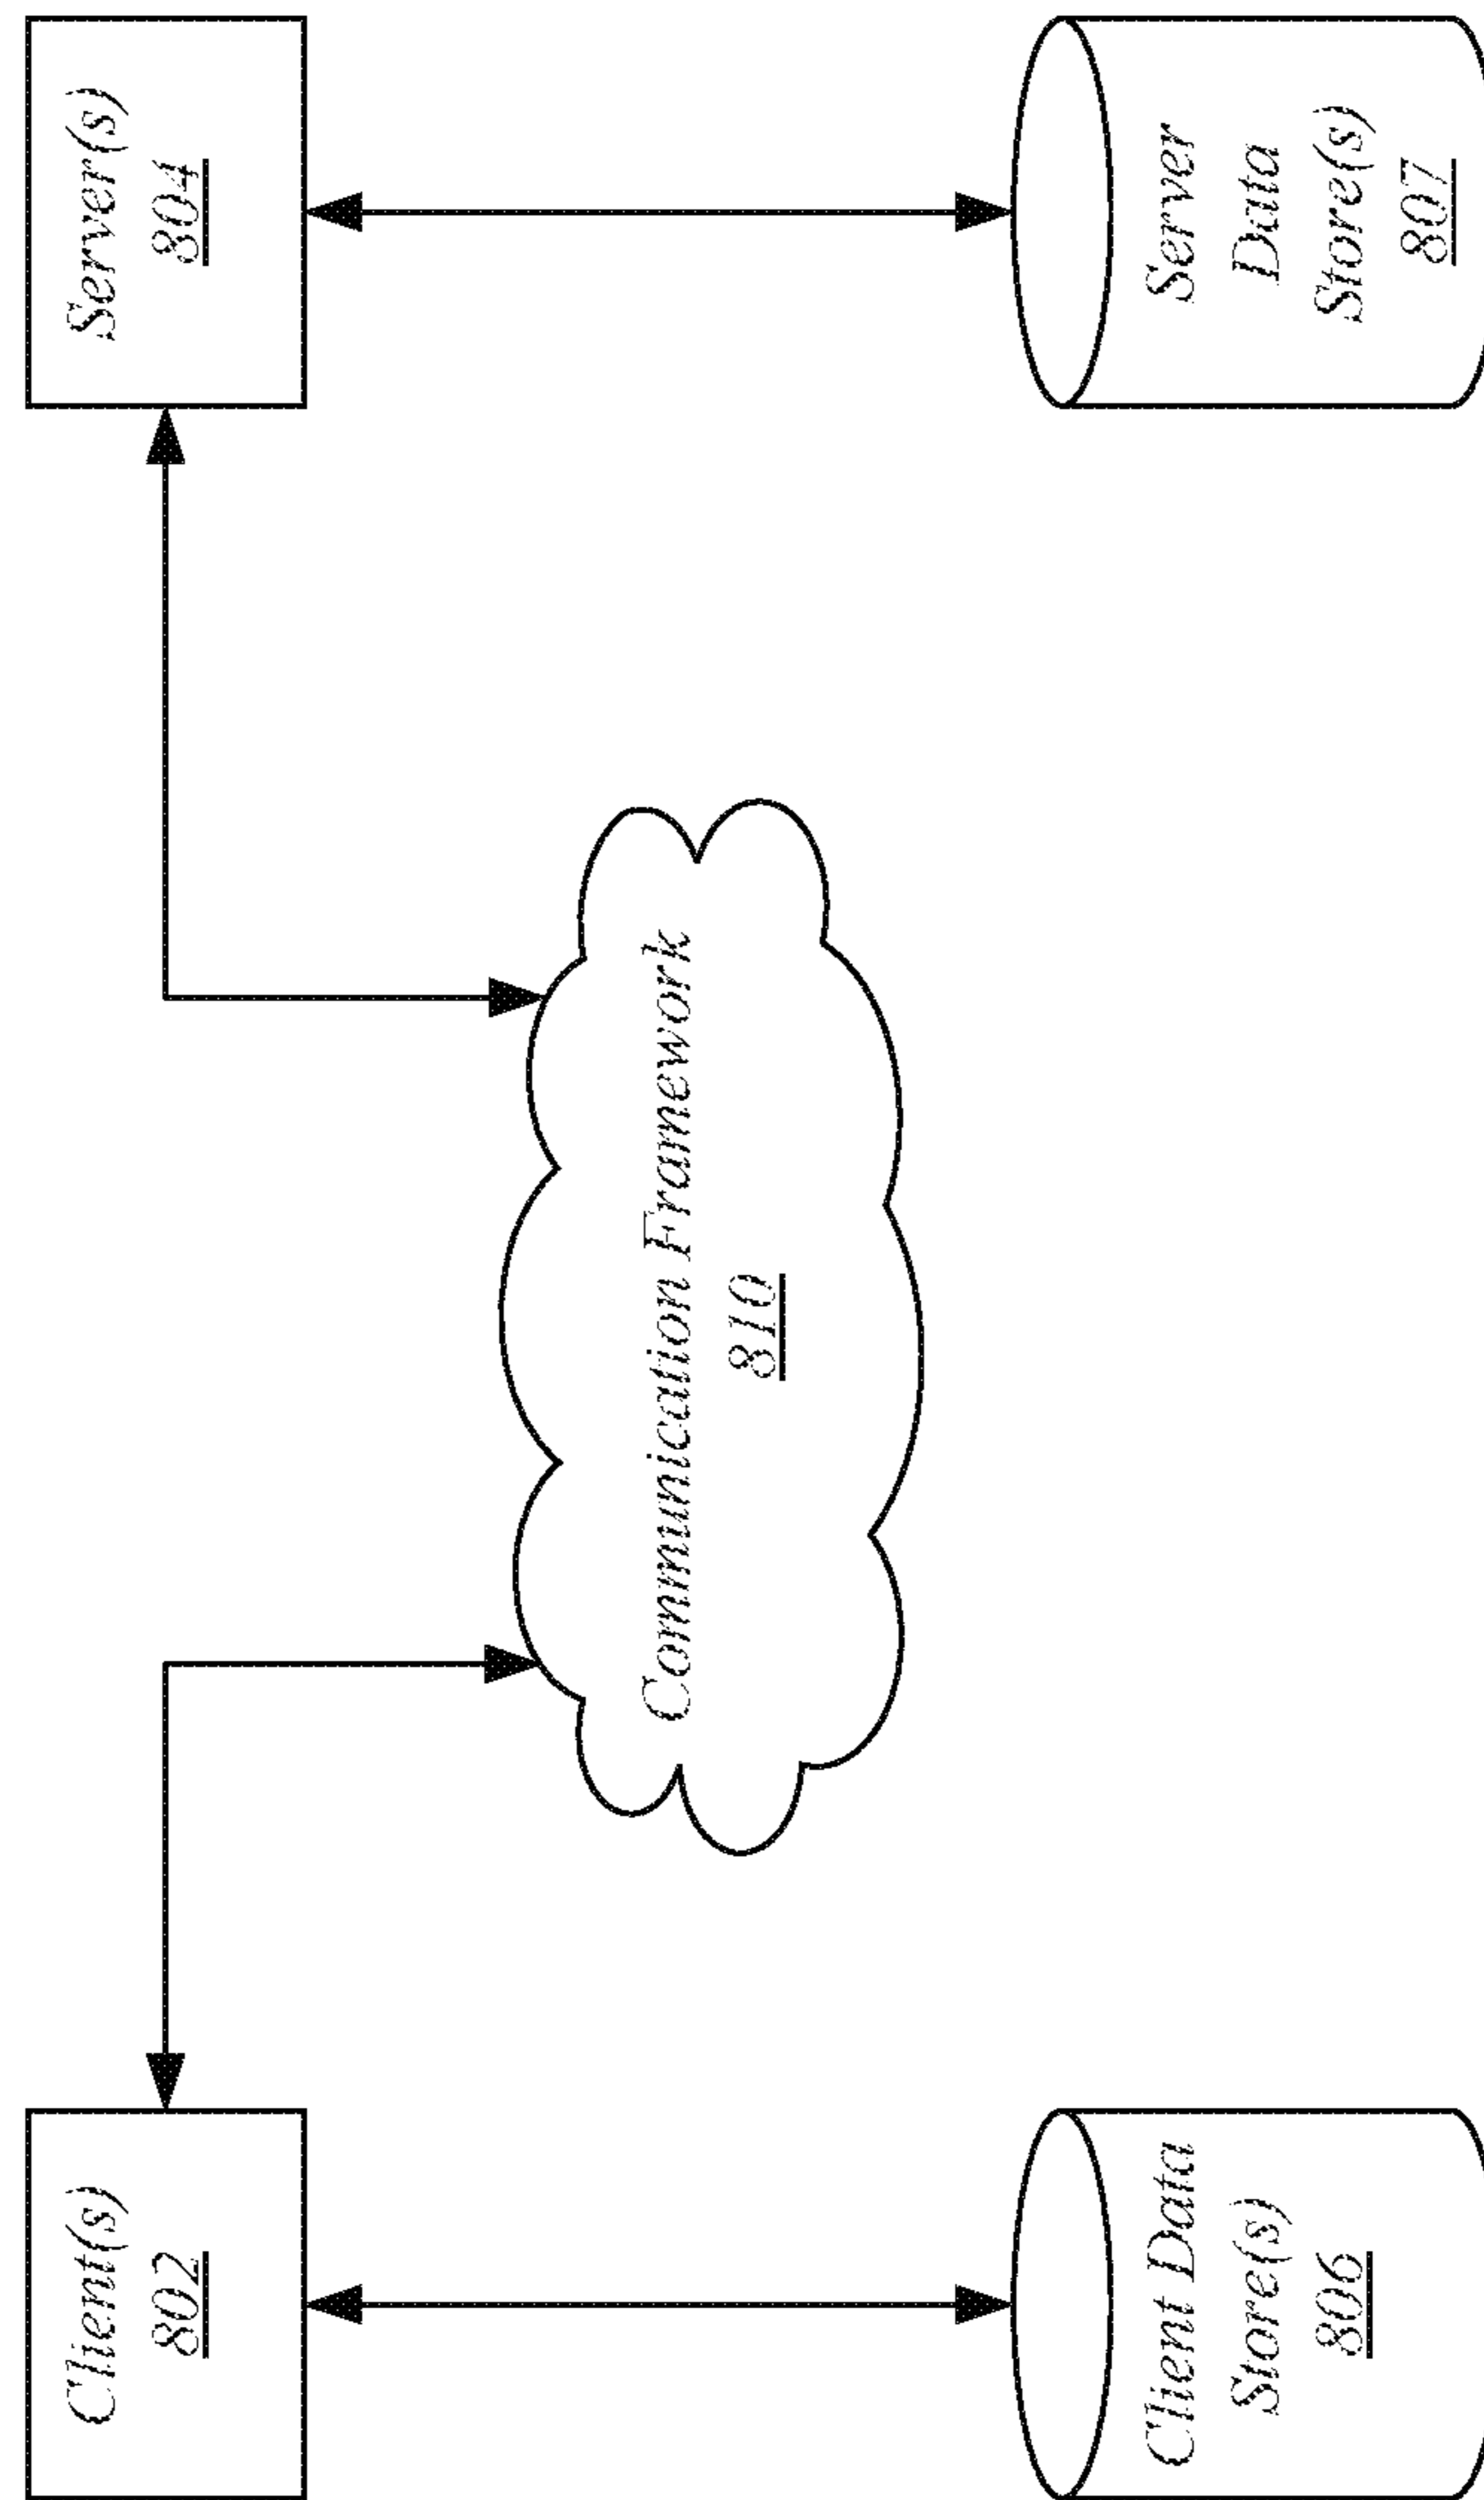 Client(s)
802
Server(s)
804
Communication Framework
810
Client Data
Store(s)
806
Server
Data
Store(s)
807